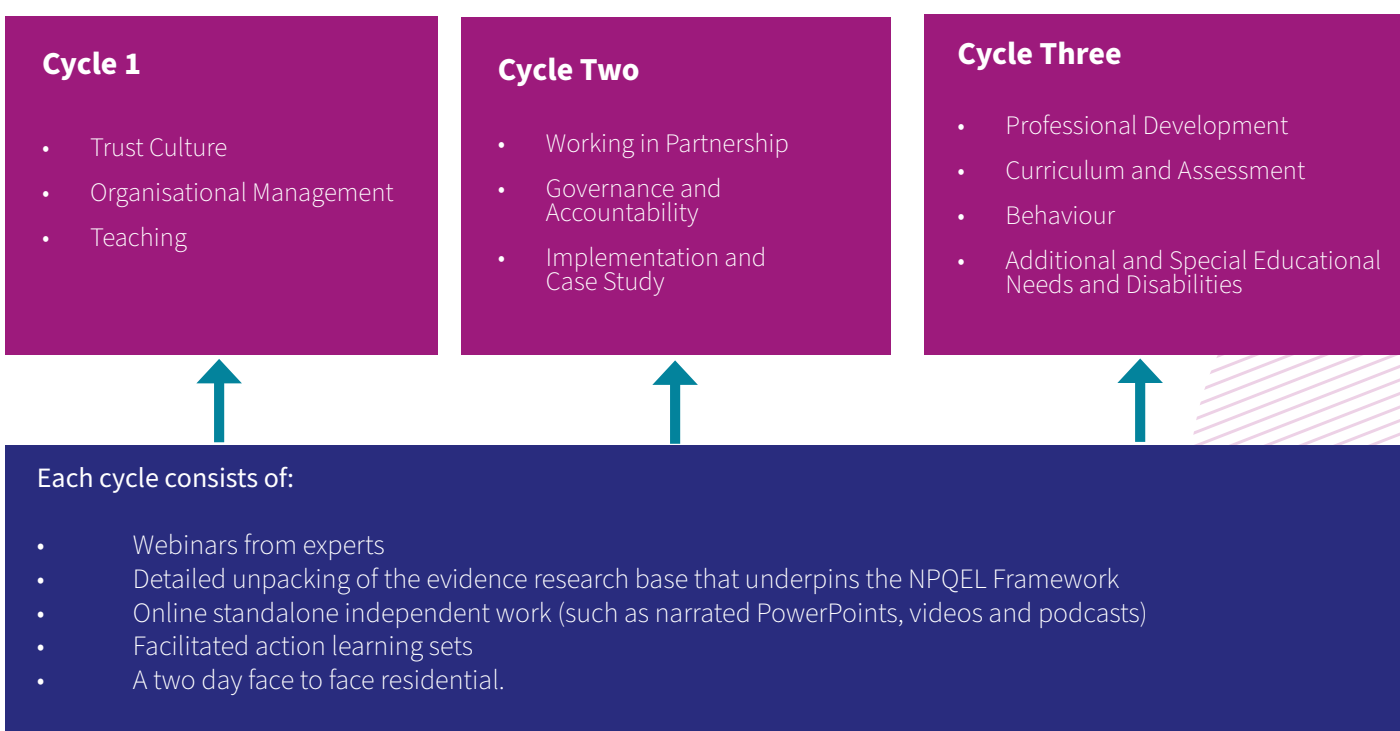 Cycle 1
• Trust Culture
• Organisational Management
• Teaching
Cycle Two
• Working in Partnership
• Governance and
Accountability
• Implementation and
Case Study
Cycle Three
• Professional Development
• Curriculum and Assessment
• Behaviour
• Additional and Special Educational
Needs and Disabilities
Each cycle consists of:
• Webinars from experts
• Detailed unpacking of the evidence research base that underpins the NPQEL Framework
• Online standalone independent work (such as narrated PowerPoints, videos and podcasts)
• Facilitated action learning sets
• A two day face to face residential.